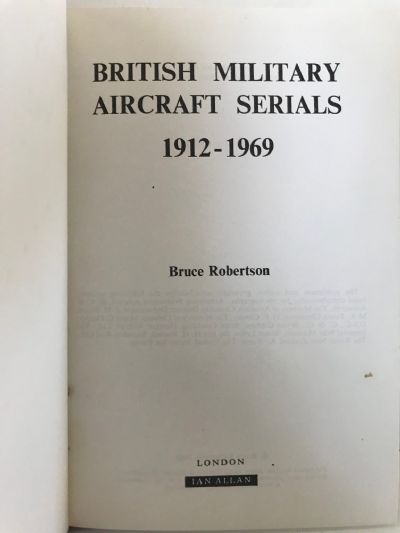 BRITISH MILITARY
AIRCRAFT SERIALS
1912-1969
Bruce Robertson
LONDON
IAN ALLAN